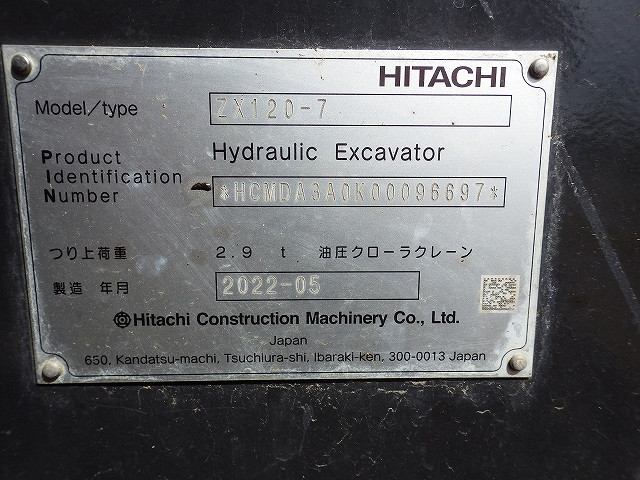 HITACHI
Model/type ZX120-7
Hydraulic Excavator
Product
Identification
Number *HCMDA3A0K00096697*
つり上荷重 2.9 t 油圧クローラクレーン
製造 年月 2022-05
Hitachi Construction Machinery Co., Ltd.
Japan
650, Kandatsu-machi, Tsuchiura-shi, Ibaraki-ken, 300-0013 Japan